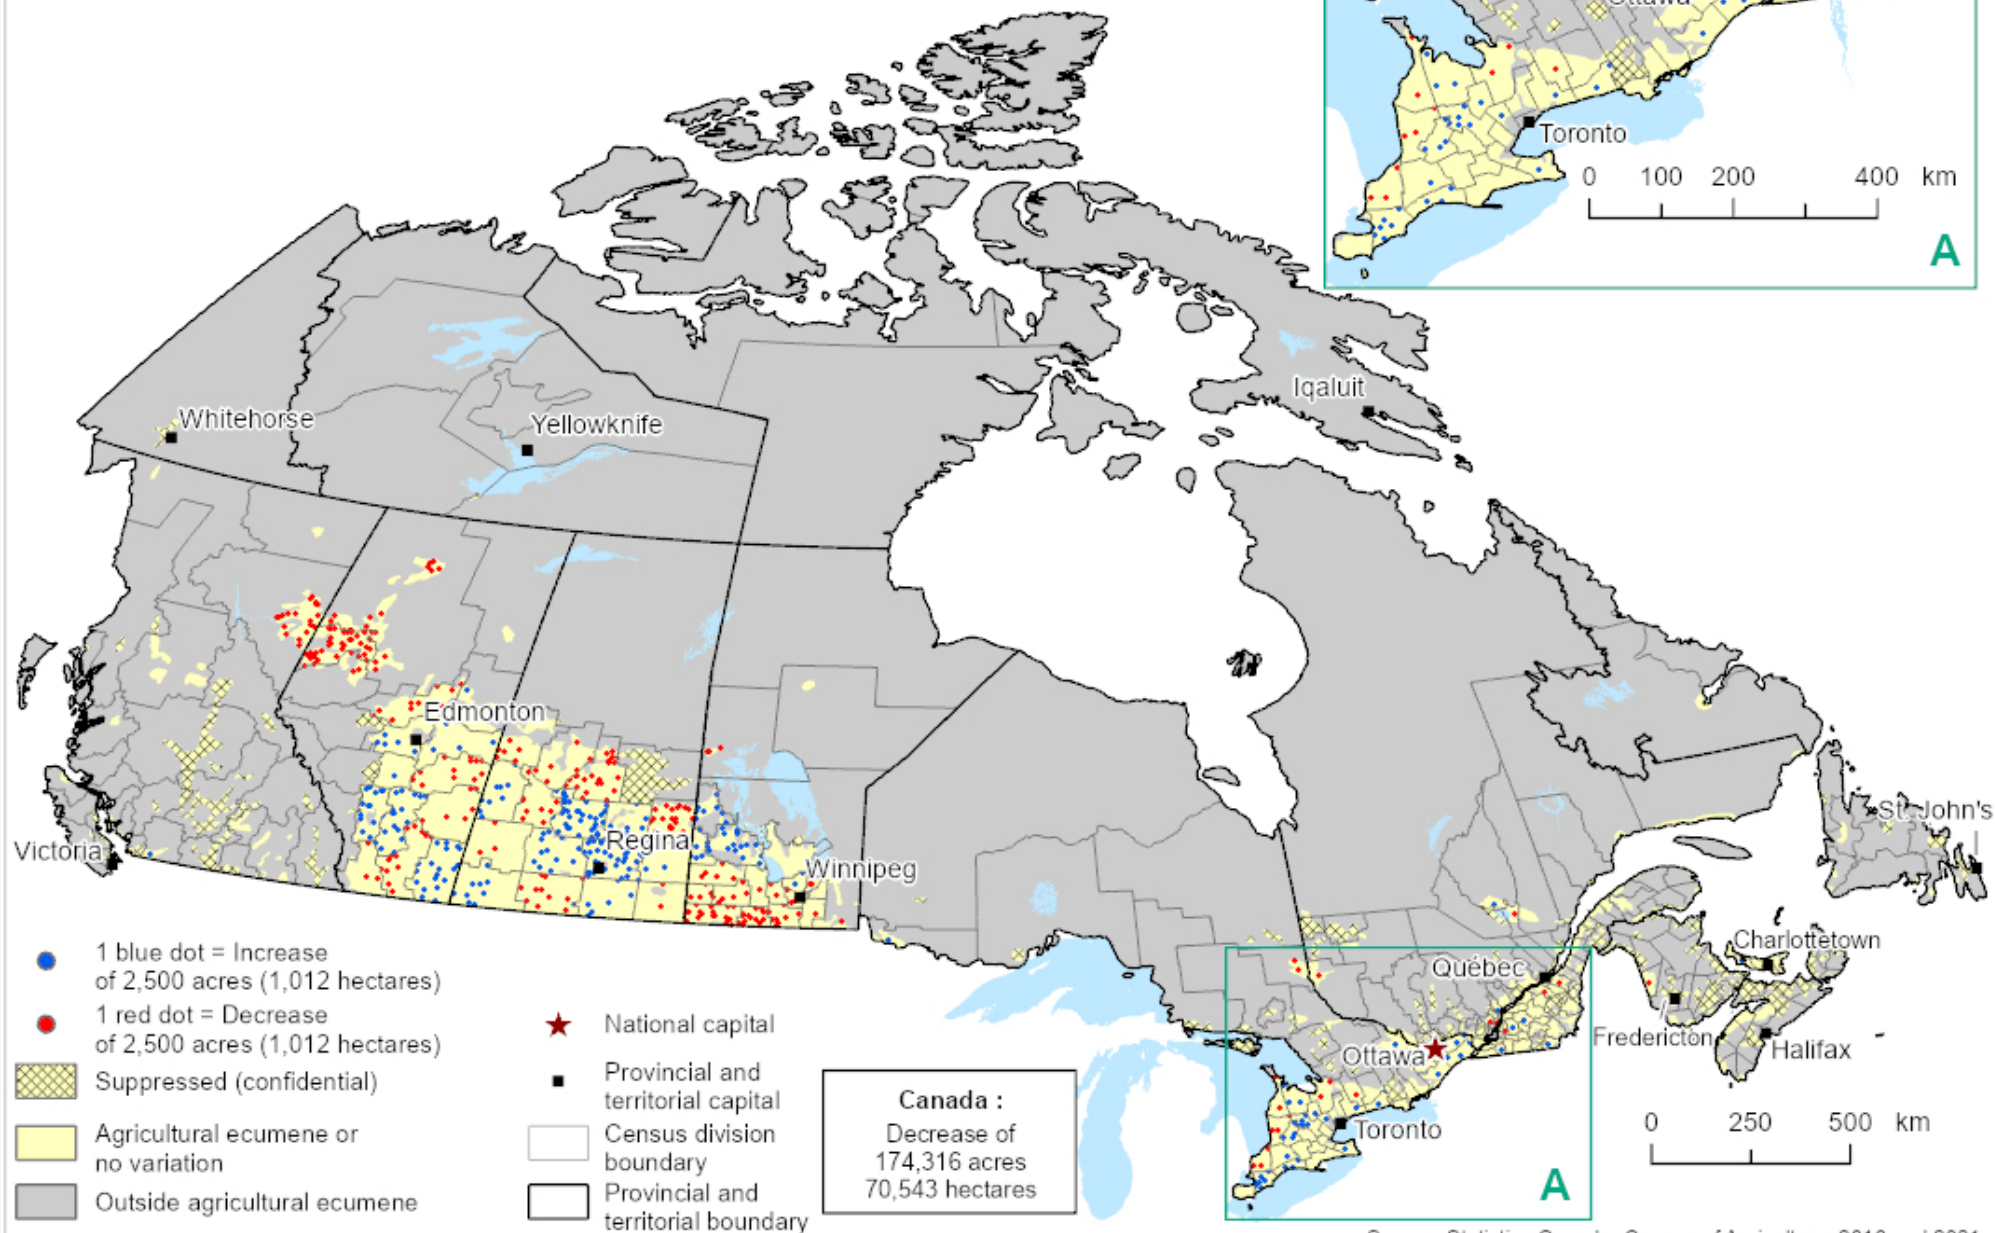 Ottawa
Toronto
0 100 200 400 km
A
Whitehorse
Yellowknife
Iqaluit
Edmonton
Regina
Winnipeg
Victoria
St. John's
Charlottetown
Québec
Fredericton
Halifax
Ottawa
Toronto
A
0 250 500 km
1 blue dot = Increase
of 2,500 acres (1,012 hectares)
1 red dot = Decrease
of 2,500 acres (1,012 hectares)
Suppressed (confidential)
Agricultural ecumene or
no variation
Outside agricultural ecumene
National capital
Provincial and
territorial capital
Census division
boundary
Provincial and
territorial boundary
Canada :
Decrease of
174,316 acres
70,543 hectares